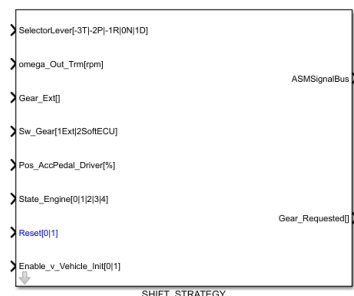 SelectorLever[-3T|-2P|-1R|0N|1D]
omega_Out_Trm[rpm]
ASMSignalBus
Gear_Ext[]
Sw_Gear[1Ext|2SoftECU]
Pos_AccPedal_Driver[%]
State_Engine[0|1|2|3|4]
Gear_Requested[]
Reset[0|1]
Enable_v_Vehicle_Init[0|1]
SHIFT_STRATEGY